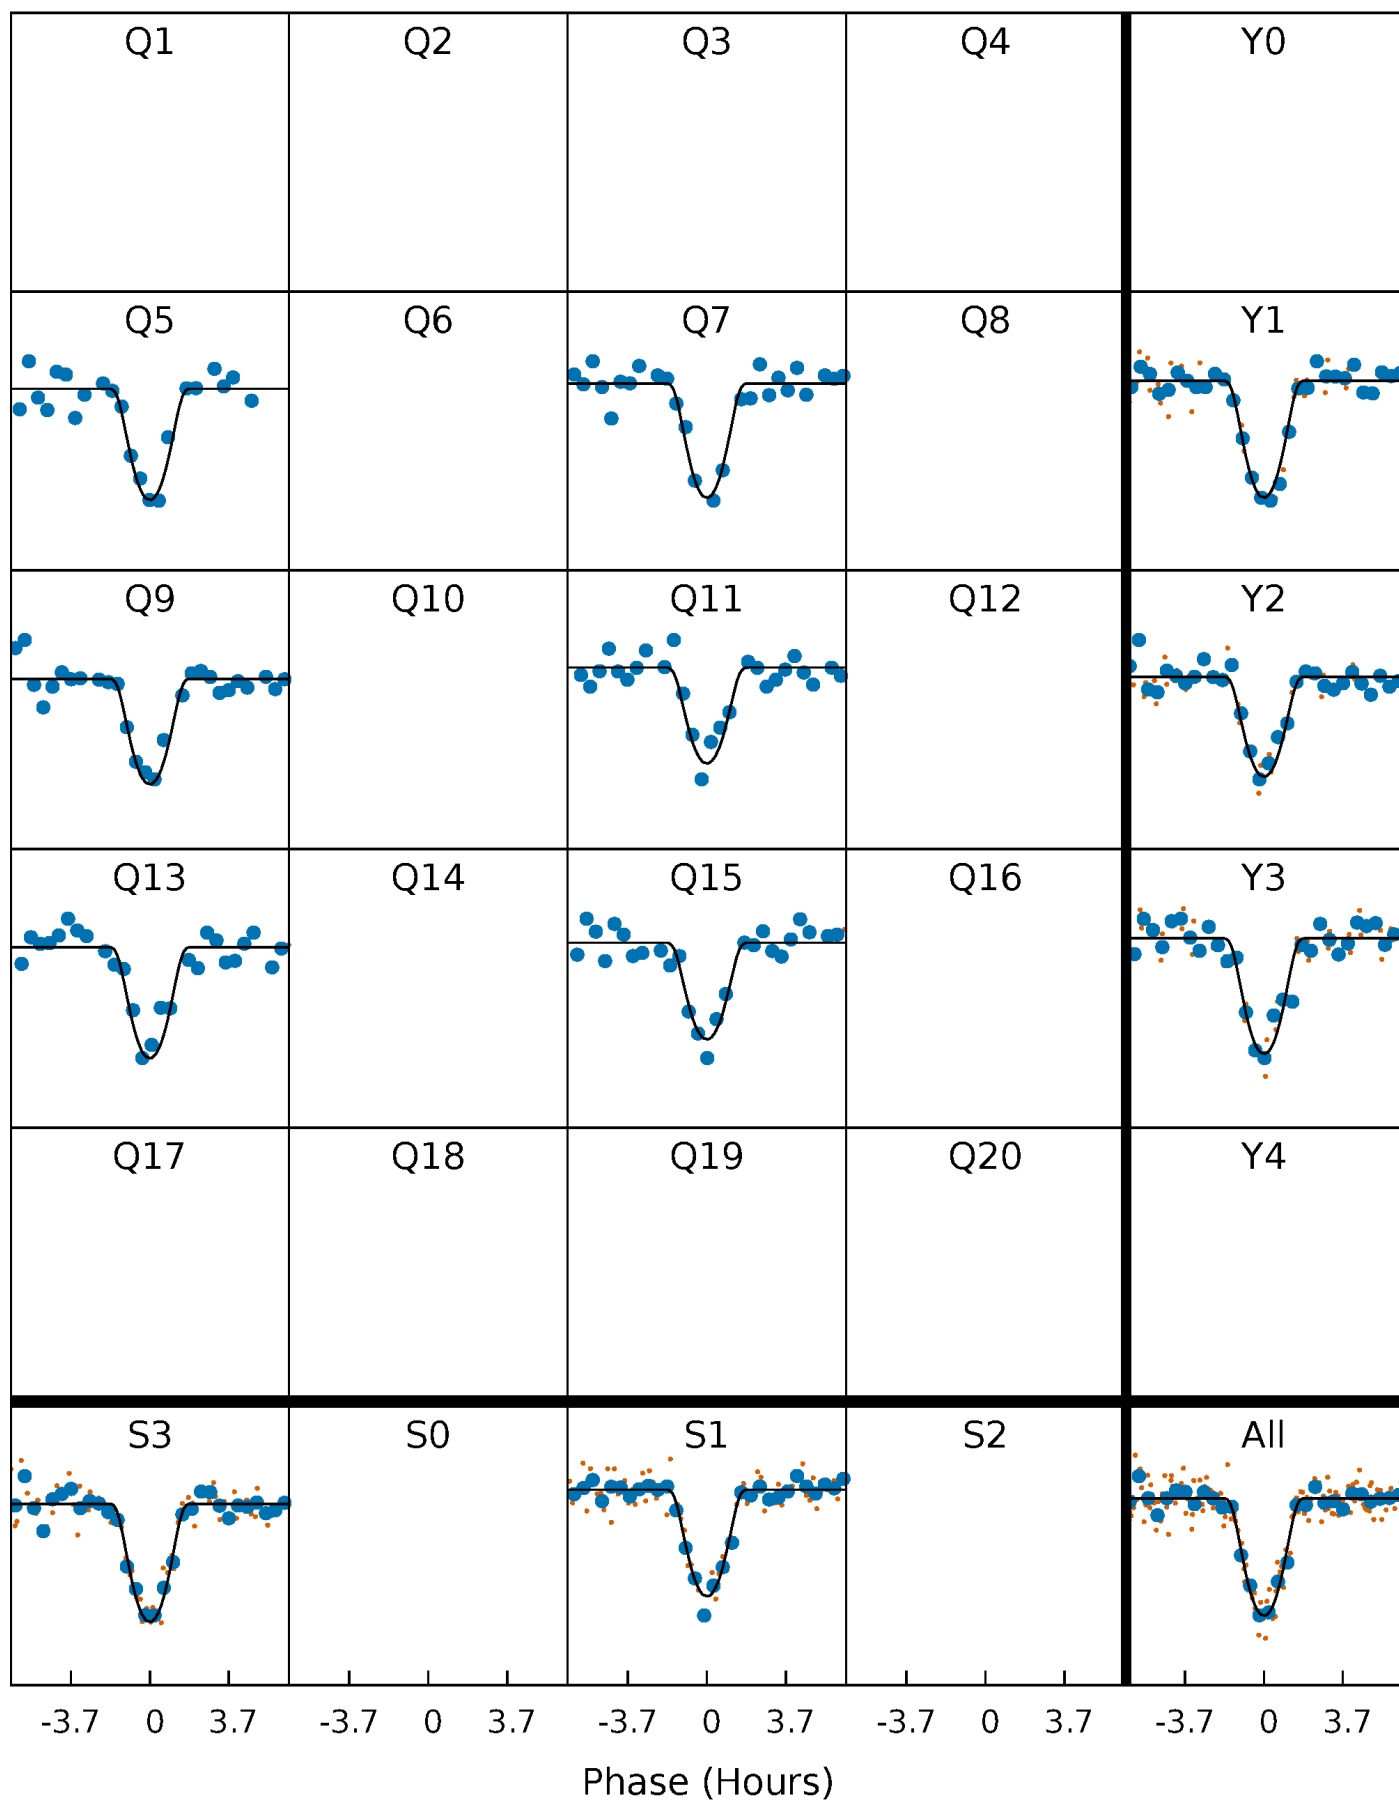 Q1 Q2 Q3 Q4 Y0
Q5 Q6 Q7 Q8 Y1
Q9 Q10 Q11 Q12 Y2
Q13 Q14 Q15 Q16 Y3
Q17 Q18 Q19 Q20 Y4
S3 S0 S1 S2 All
-3.7 0 3.7 -3.7 0 3.7 -3.7 0 3.7 -3.7 0 3.7 -3.7 0 3.7
Phase (Hours)